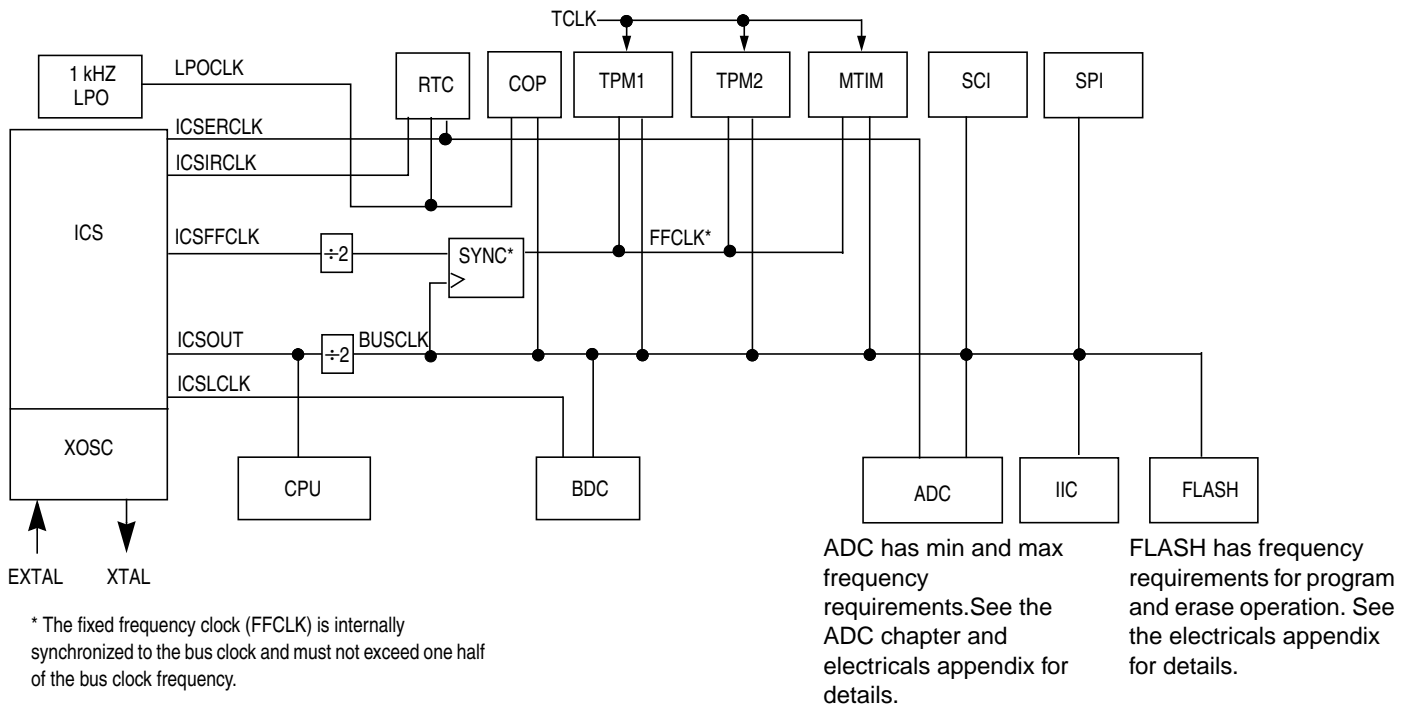 TCLK
1 kHZ
LPO
LPOCLK
RTC
COP
TPM1
TPM2
MTIM
SCI
SPI
ICSERCLK
ICSIRCLK
ICS
ICSFFCLK
÷2
SYNC*
FFCLK*
ICSOUT
÷2
BUSCLK
ICSLCLK
XOSC
CPU
BDC
ADC
IIC
FLASH
EXTAL
XTAL
* The fixed frequency clock (FFCLK) is internally
synchronized to the bus clock and must not exceed one half
of the bus clock frequency.
ADC has min and max
frequency
requirements.See the
ADC chapter and
electricals appendix for
details.
FLASH has frequency
requirements for program
and erase operation. See
the electricals appendix
for details.